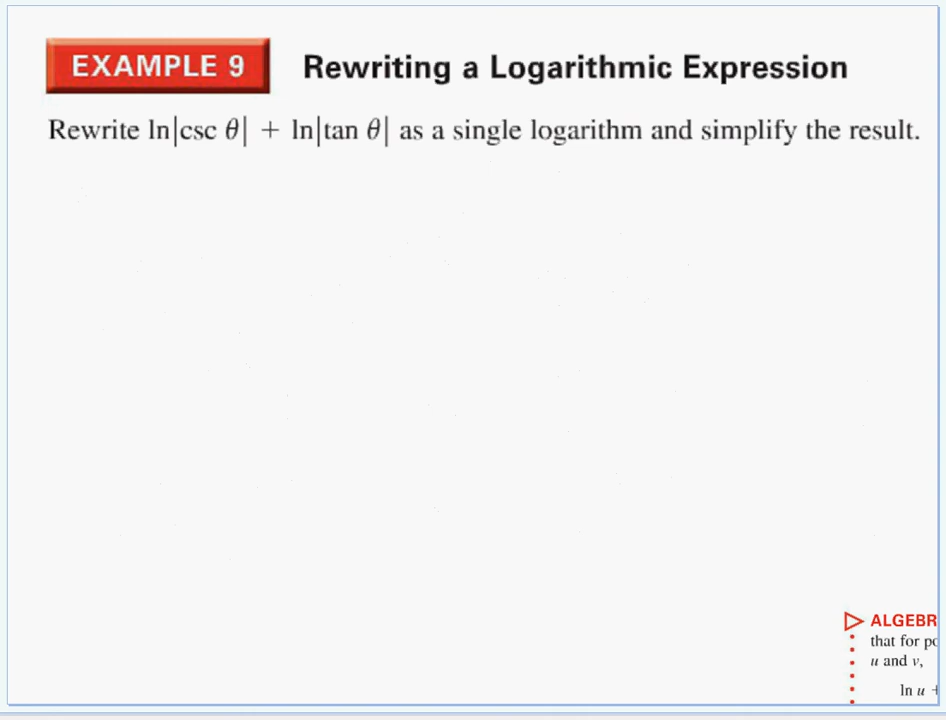 EXAMPLE 9 Rewriting a Logarithmic Expression
Rewrite ln|csc θ| + ln|tan θ| as a single logarithm and simplify the result.
ALGEBR
that for po
u and v,
ln u +